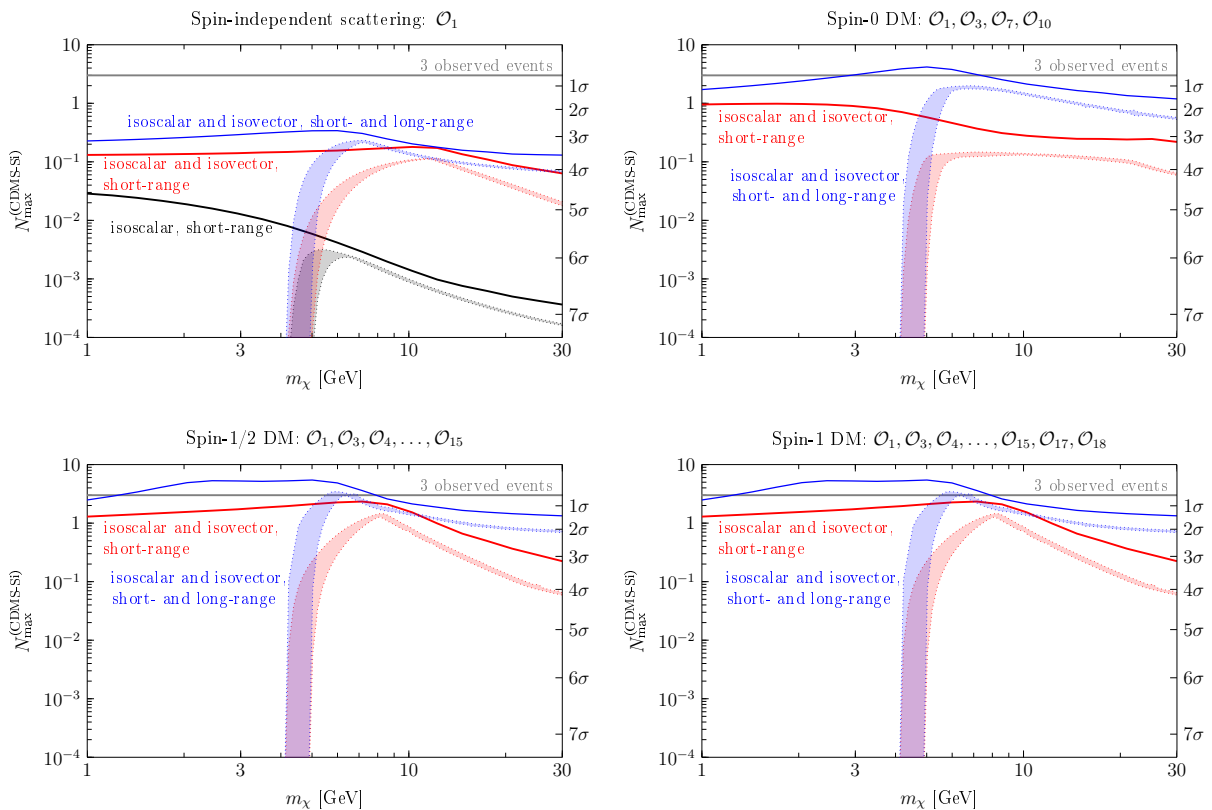 Spin-independent scattering: 𝒪₁
10
1
10⁻¹
10⁻²
10⁻³
10⁻⁴
N_max^(CDMS-Si)
3 observed events
isoscalar and isovector, short- and long-range
isoscalar and isovector,
short-range
isoscalar, short-range
1σ
2σ
3σ
4σ
5σ
6σ
7σ
1
3
10
30
m_χ [GeV]
Spin-0 DM: 𝒪₁, 𝒪₃, 𝒪₇, 𝒪₁₀
10
1
10⁻¹
10⁻²
10⁻³
10⁻⁴
N_max^(CDMS-Si)
3 observed events
isoscalar and isovector,
short-range
isoscalar and isovector,
short- and long-range
1σ
2σ
3σ
4σ
5σ
6σ
7σ
1
3
10
30
m_χ [GeV]
Spin-1/2 DM: 𝒪₁, 𝒪₃, 𝒪₄, . . . , 𝒪₁₅
10
1
10⁻¹
10⁻²
10⁻³
10⁻⁴
N_max^(CDMS-Si)
3 observed events
isoscalar and isovector,
short-range
isoscalar and isovector,
short- and long-range
1σ
2σ
3σ
4σ
5σ
6σ
7σ
1
3
10
30
m_χ [GeV]
Spin-1 DM: 𝒪₁, 𝒪₃, 𝒪₄, . . . , 𝒪₁₅, 𝒪₁₇, 𝒪₁₈
10
1
10⁻¹
10⁻²
10⁻³
10⁻⁴
N_max^(CDMS-Si)
3 observed events
isoscalar and isovector,
short-range
isoscalar and isovector,
short- and long-range
1σ
2σ
3σ
4σ
5σ
6σ
7σ
1
3
10
30
m_χ [GeV]